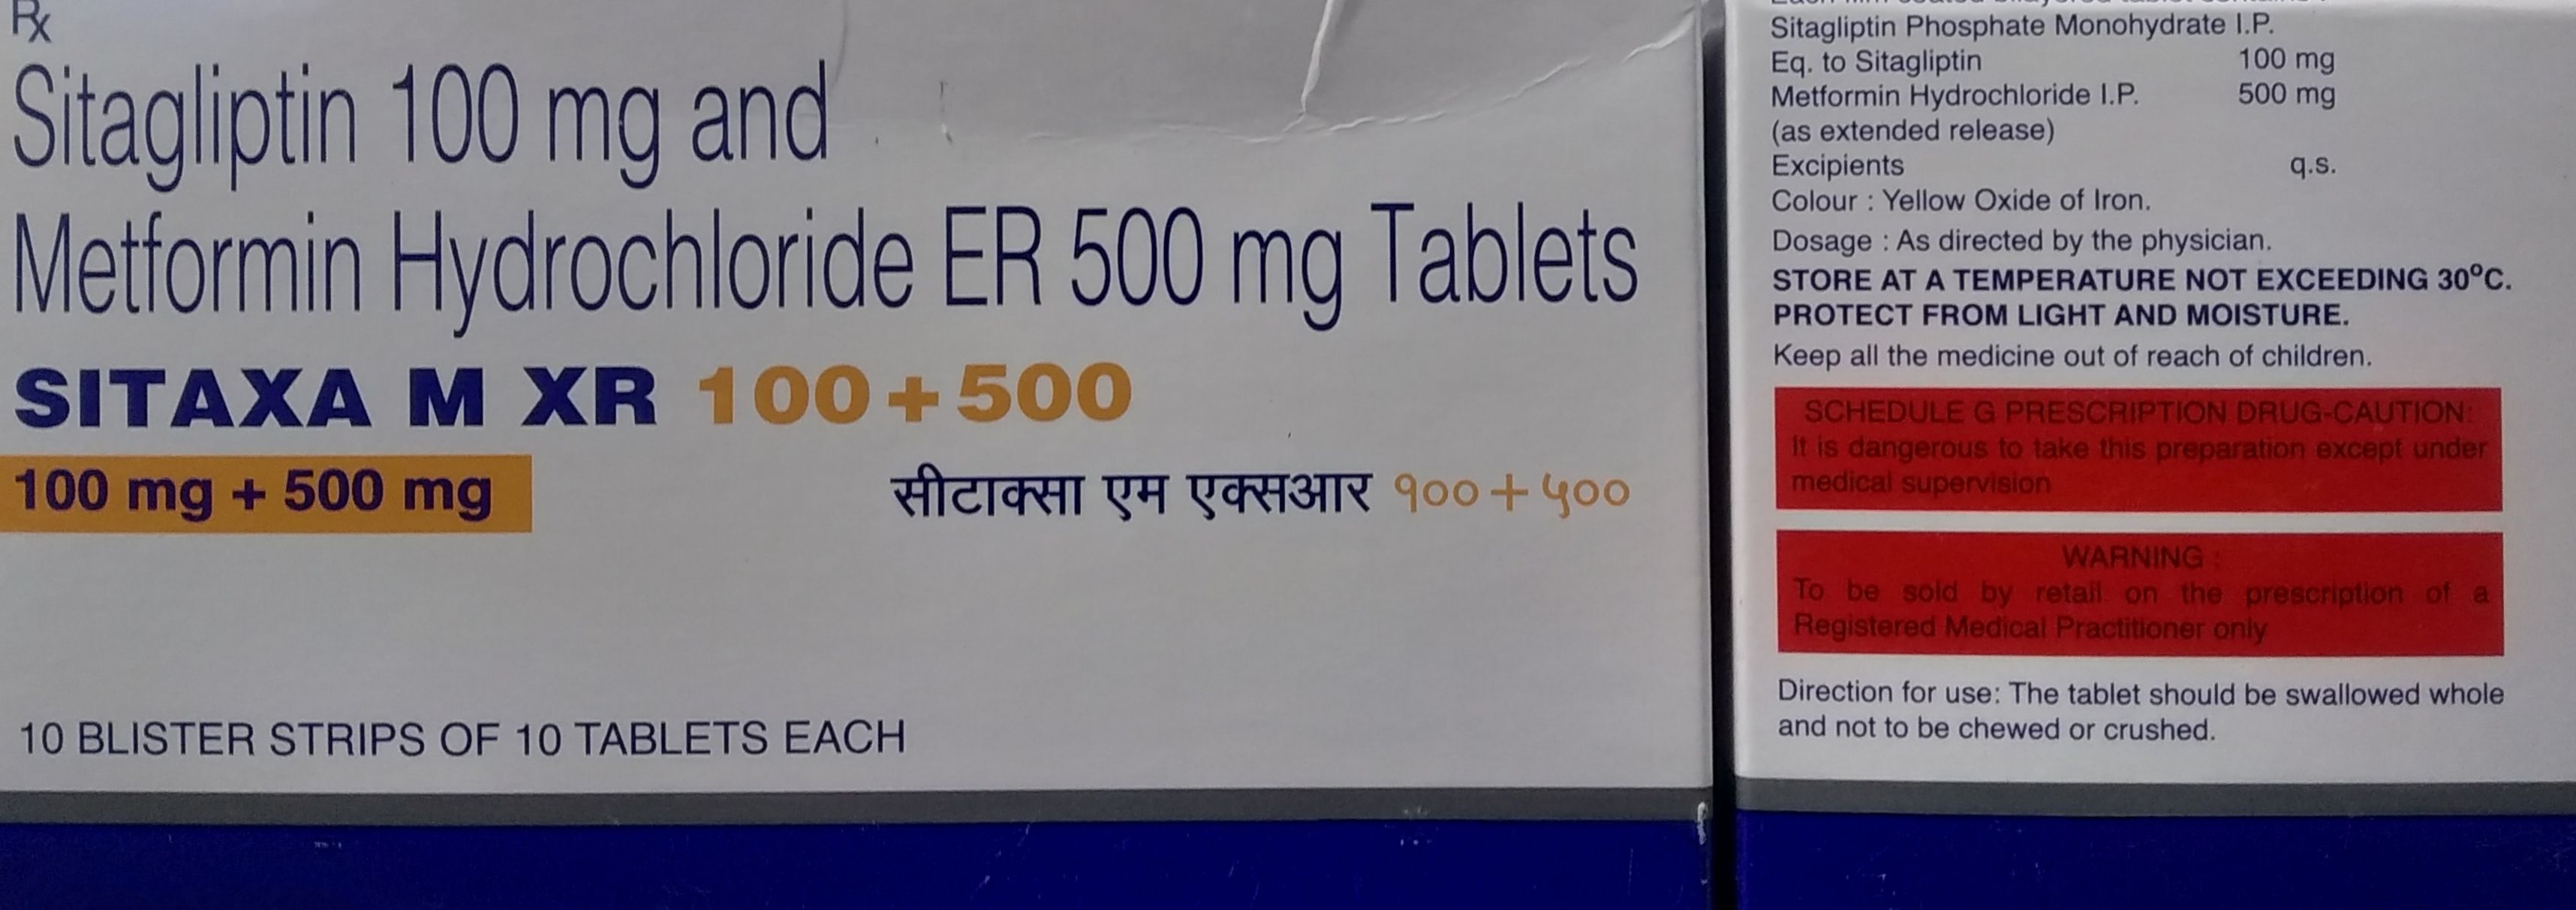 Rx
Sitagliptin 100 mg and
Metformin Hydrochloride ER 500 mg Tablets
SITAXA M XR 100+500
100 mg + 500 mg
सीटाक्सा एम एक्सआर १००+५००
10 BLISTER STRIPS OF 10 TABLETS EACH
Each film coated bilayered tablet contains :
Sitagliptin Phosphate Monohydrate I.P.
Eq. to Sitagliptin 100 mg
Metformin Hydrochloride I.P. 500 mg
(as extended release)
Excipients q.s.
Colour : Yellow Oxide of Iron.
Dosage : As directed by the physician.
STORE AT A TEMPERATURE NOT EXCEEDING 30°C.
PROTECT FROM LIGHT AND MOISTURE.
Keep all the medicine out of reach of children.
SCHEDULE G PRESCRIPTION DRUG-CAUTION:
It is dangerous to take this preparation except under
medical supervision
WARNING :
To be sold by retail on the prescription of a
Registered Medical Practitioner only
Direction for use: The tablet should be swallowed whole
and not to be chewed or crushed.